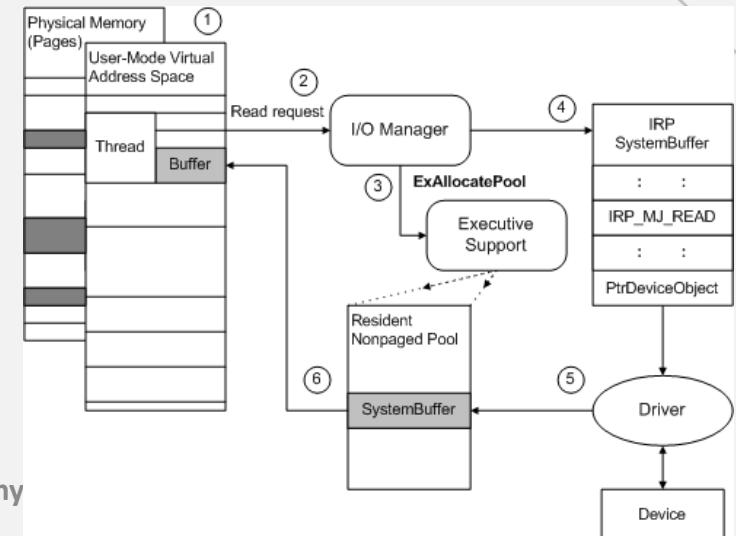 Physical Memory
(Pages)
1
User-Mode Virtual
Address Space
2
Read request
Thread
Buffer
I/O Manager
3
ExAllocatePool
Executive
Support
4
IRP
SystemBuffer
: :
IRP_MJ_READ
: :
PtrDeviceObject
Resident
Nonpaged Pool
6
SystemBuffer
5
Driver
Device